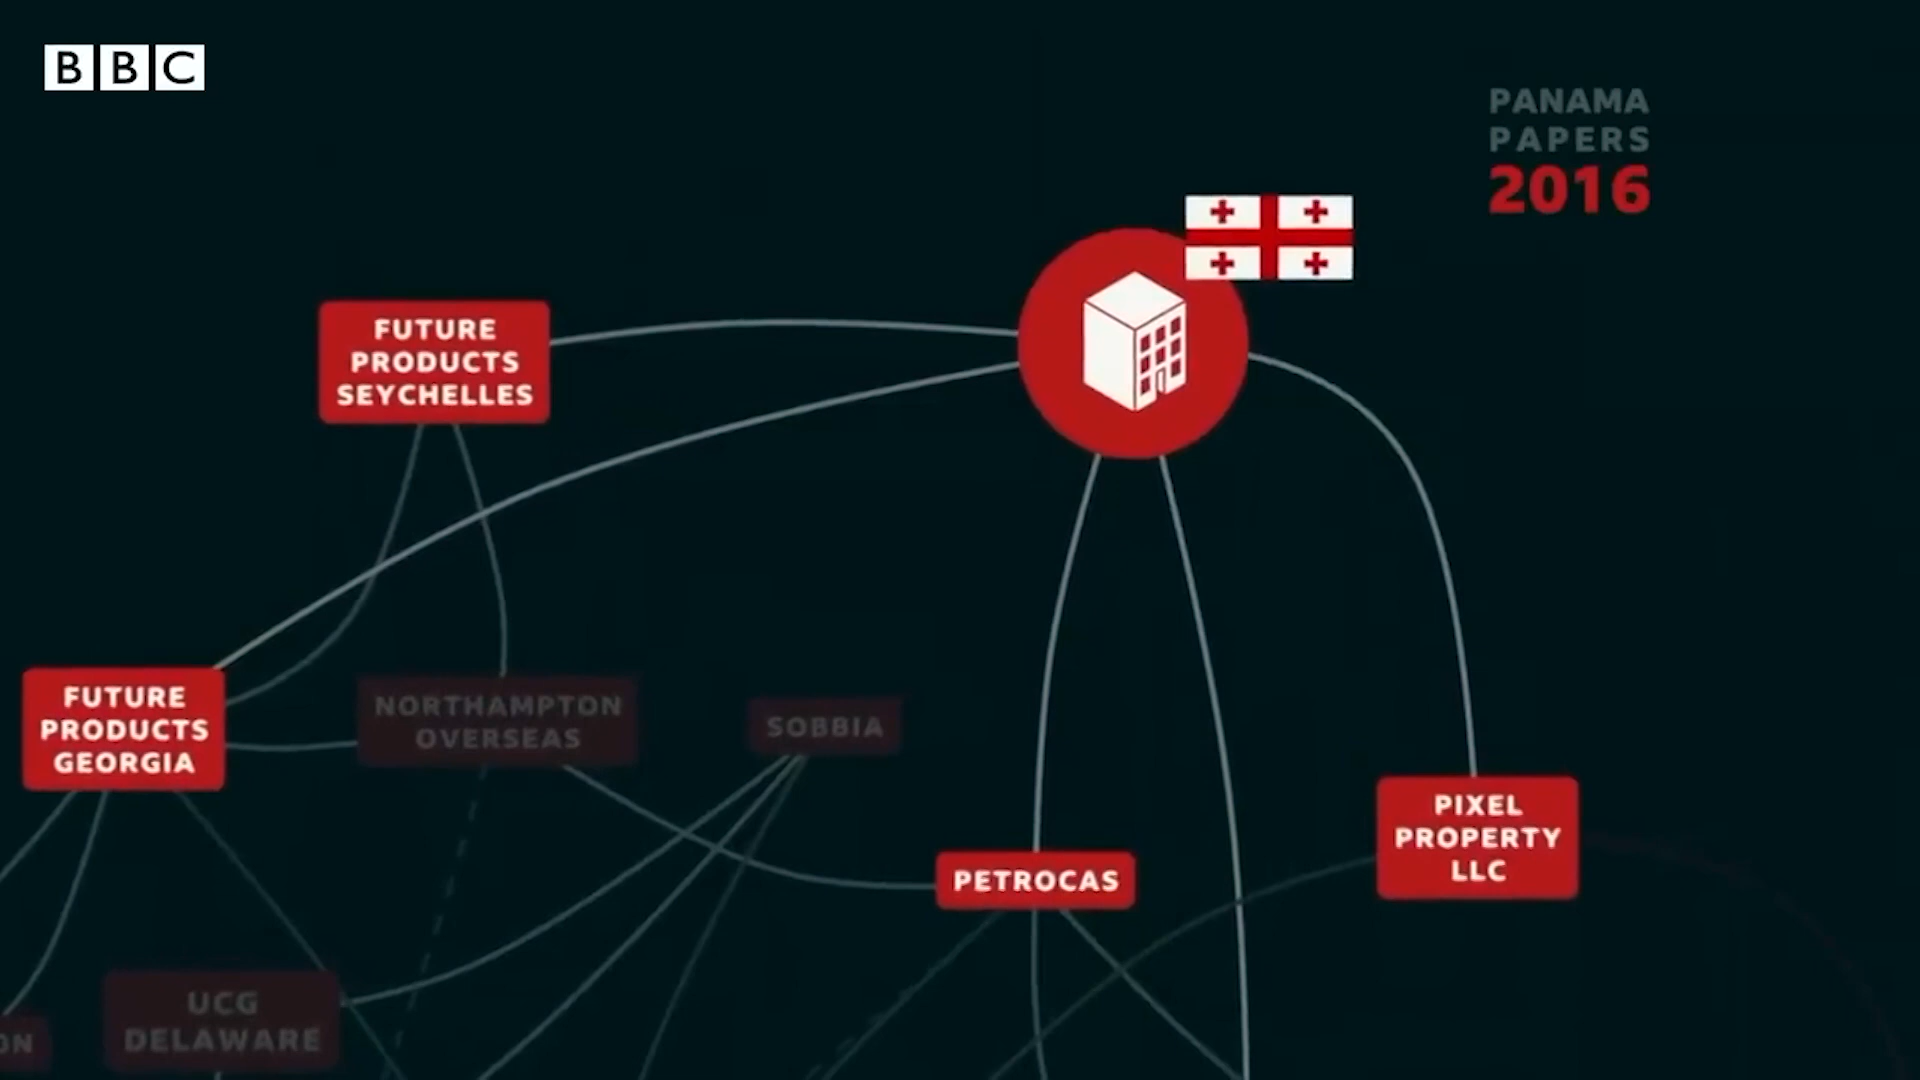 BBC
PANAMA
PAPERS
2016
FUTURE
PRODUCTS
SEYCHELLES
FUTURE
PRODUCTS
GEORGIA
NORTHAMPTON
OVERSEAS
SOBBIA
PIXEL
PROPERTY
LLC
PETROCAS
UCG
DELAWARE
ON